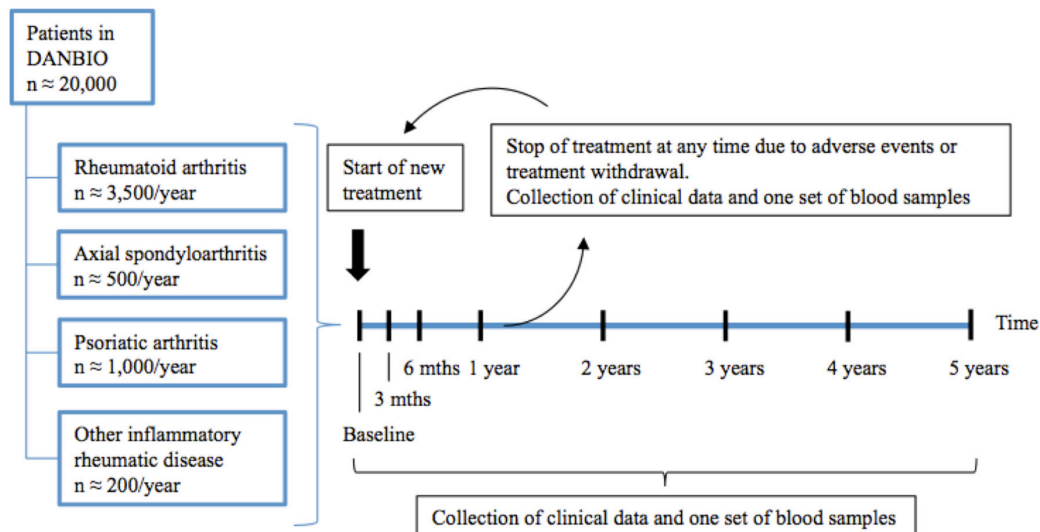 Patients in
DANBIO
n ≈ 20,000
Rheumatoid arthritis
n ≈ 3,500/year
Axial spondyloarthritis
n ≈ 500/year
Psoriatic arthritis
n ≈ 1,000/year
Other inflammatory
rheumatic disease
n ≈ 200/year
Start of new
treatment
Stop of treatment at any time due to adverse events or
treatment withdrawal.
Collection of clinical data and one set of blood samples
Time
6 mths
1 year
2 years
3 years
4 years
5 years
3 mths
Baseline
Collection of clinical data and one set of blood samples